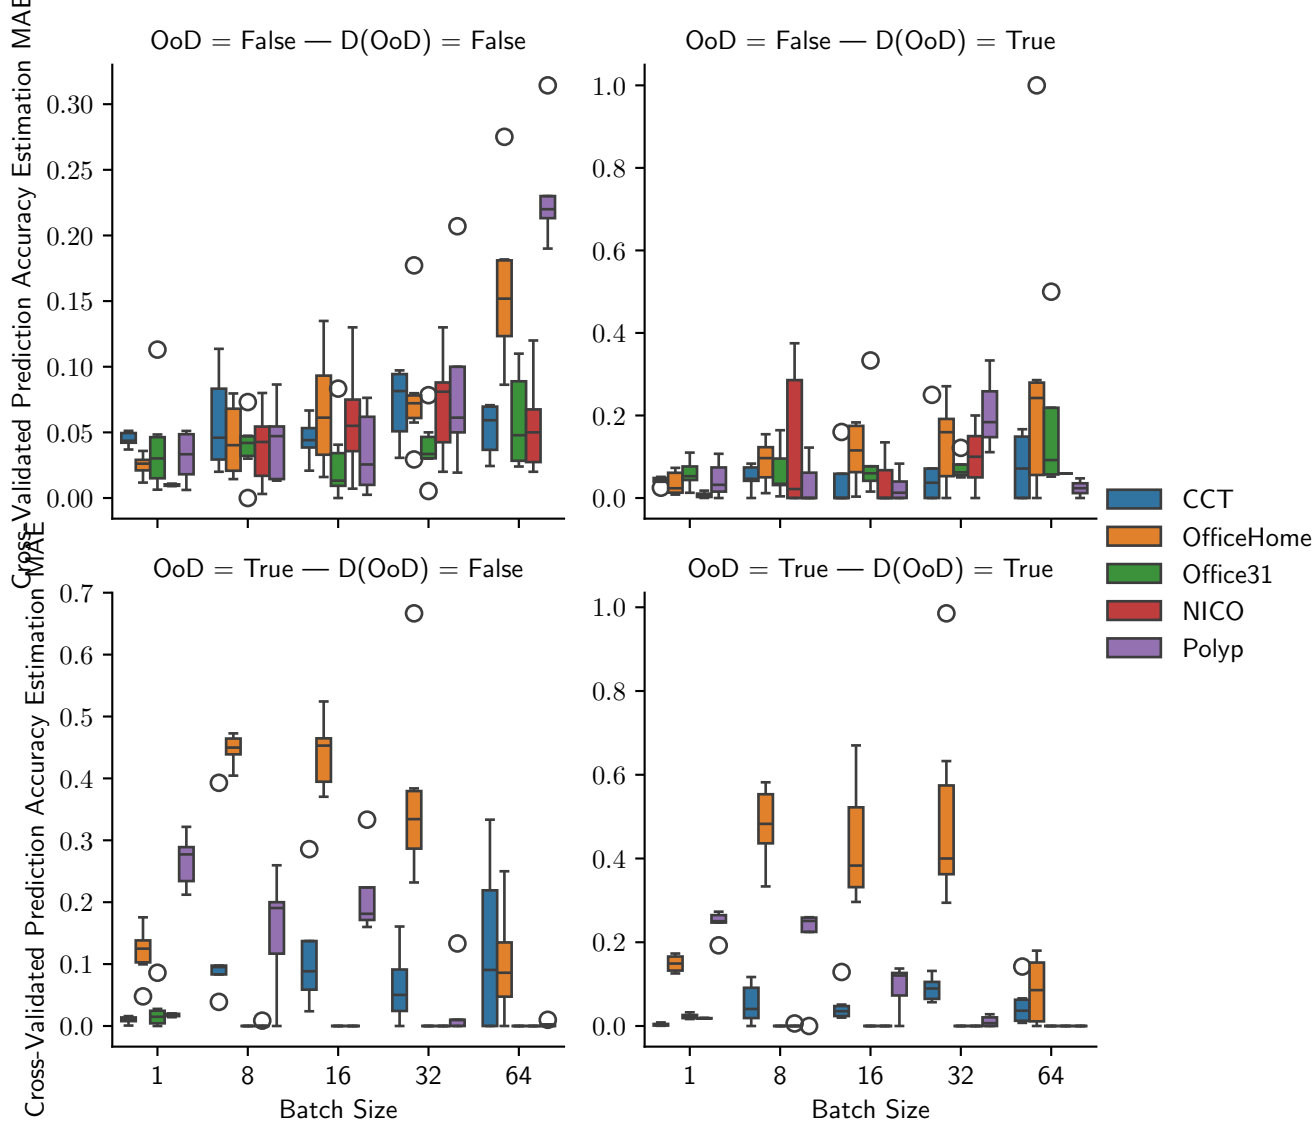 Cross-Validated Prediction Accuracy Estimation MAE
OoD = False — D(OoD) = False
0.30
0.25
0.20
0.15
0.10
0.05
0.00
OoD = False — D(OoD) = True
1.0
0.8
0.6
0.4
0.2
0.0
CCT
OfficeHome
Office31
NICO
Polyp
Cross-Validated Prediction Accuracy Estimation MAE
OoD = True — D(OoD) = False
0.7
0.6
0.5
0.4
0.3
0.2
0.1
0.0
1 8 16 32 64
Batch Size
OoD = True — D(OoD) = True
1.0
0.8
0.6
0.4
0.2
0.0
1 8 16 32 64
Batch Size